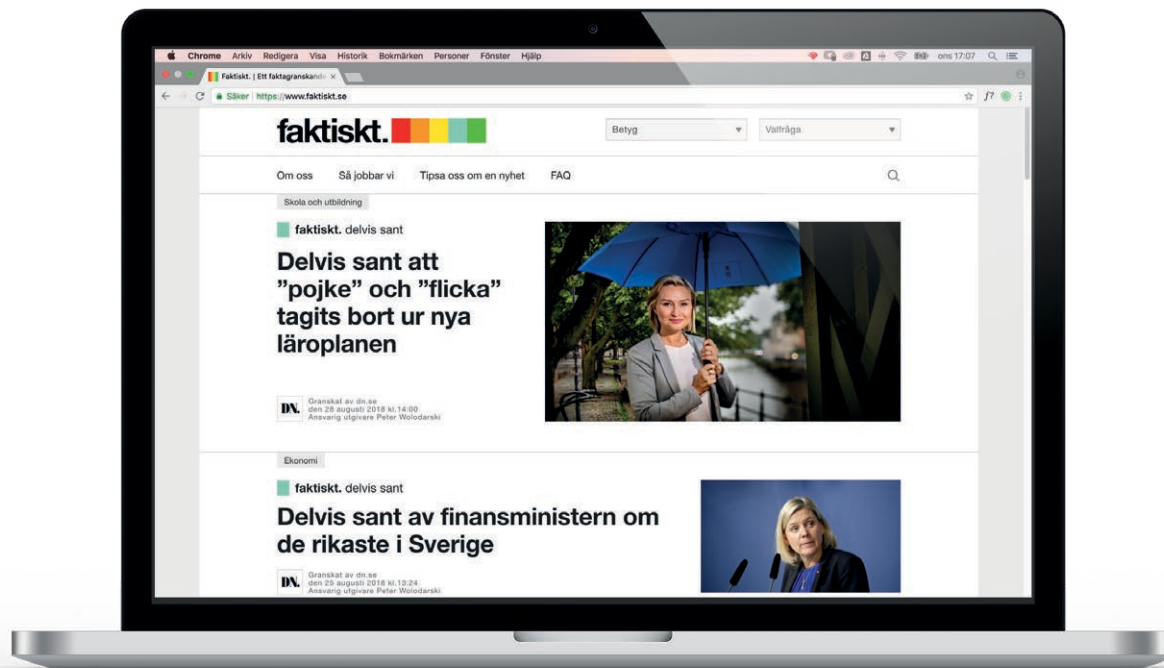 Chrome Arkiv Redigera Visa Historik Bokmärken Personer Fönster Hjälp
ons 17:07
Faktiskt. | Ett faktagranskande
Säker https://www.faktiskt.se
f?
faktiskt.
Betyg
Valfråga
Om oss Så jobbar vi Tipsa oss om en nyhet FAQ
Skola och utbildning
faktiskt. delvis sant
Delvis sant att
”pojke” och ”flicka”
tagits bort ur nya
läroplanen
DN.
Granskat av dn.se
den 28 augusti 2018 kl.14:00
Ansvarig utgivare Peter Wolodarski
Ekonomi
faktiskt. delvis sant
Delvis sant av finansministern om
de rikaste i Sverige
DN.
Granskat av dn.se
den 25 augusti 2018 kl.13:24
Ansvarig utgivare Peter Wolodarski